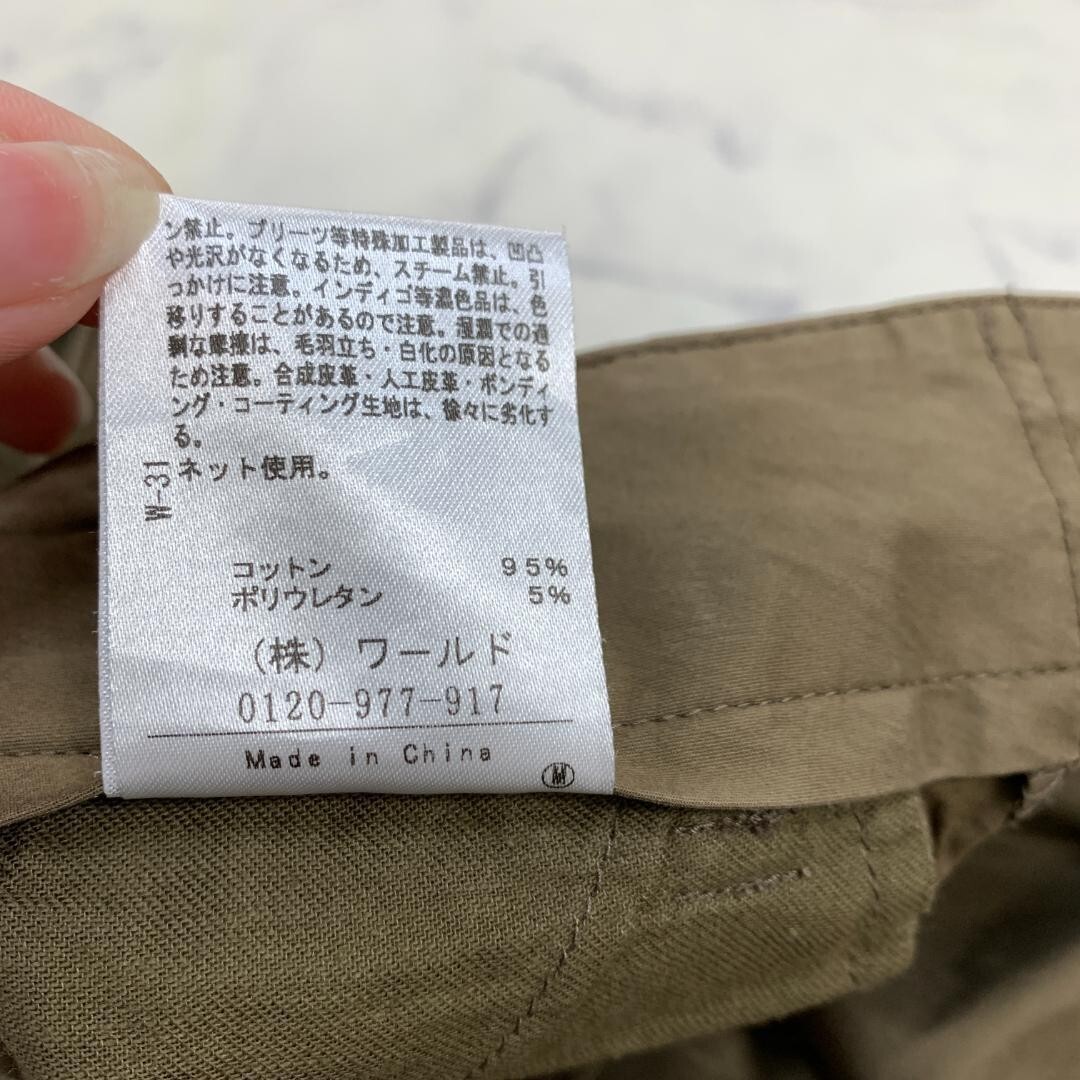 ン禁止。プリーツ等特殊加工製品は、凹凸
や光沢がなくなるため、スチーム禁止。引
っかけに注意。インディゴ等濃色品は、色
移りすることがあるので注意。湿潤での過
剰な摩擦は、毛羽立ち・白化の原因となる
ため注意。合成皮革・人工皮革・ボンディ
ング・コーティング生地は、徐々に劣化す
る。
ネット使用。
W-31
コットン 95%
ポリウレタン 5%
(株) ワールド
0120-977-917
Made in China
M